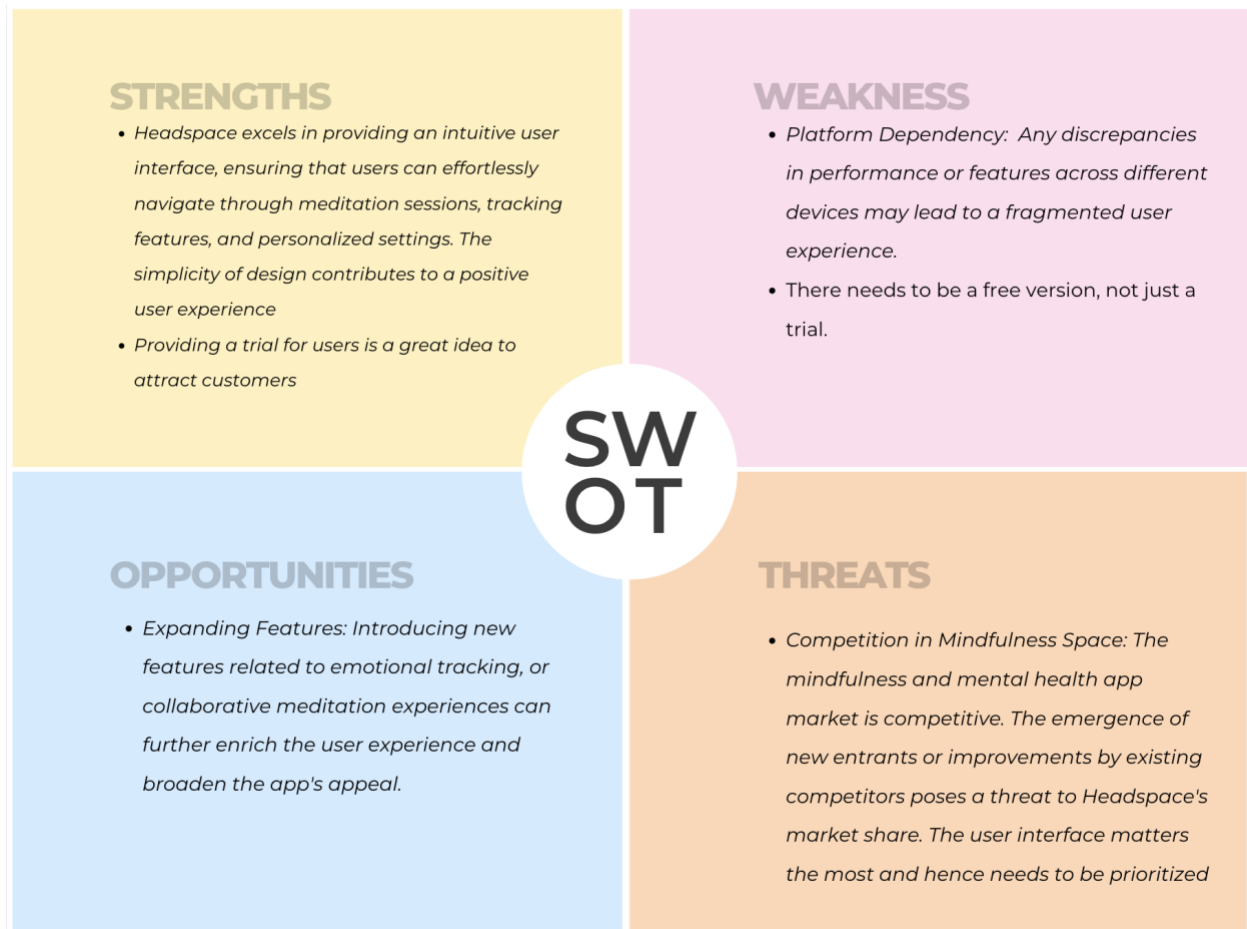 STRENGTHS
• Headspace excels in providing an intuitive user
interface, ensuring that users can effortlessly
navigate through meditation sessions, tracking
features, and personalized settings. The
simplicity of design contributes to a positive
user experience
• Providing a trial for users is a great idea to
attract customers
WEAKNESS
• Platform Dependency:  Any discrepancies
in performance or features across different
devices may lead to a fragmented user
experience.
• There needs to be a free version, not just a
trial.
SW
OT
OPPORTUNITIES
• Expanding Features: Introducing new
features related to emotional tracking, or
collaborative meditation experiences can
further enrich the user experience and
broaden the app's appeal.
THREATS
• Competition in Mindfulness Space: The
mindfulness and mental health app
market is competitive. The emergence of
new entrants or improvements by existing
competitors poses a threat to Headspace's
market share. The user interface matters
the most and hence needs to be prioritized